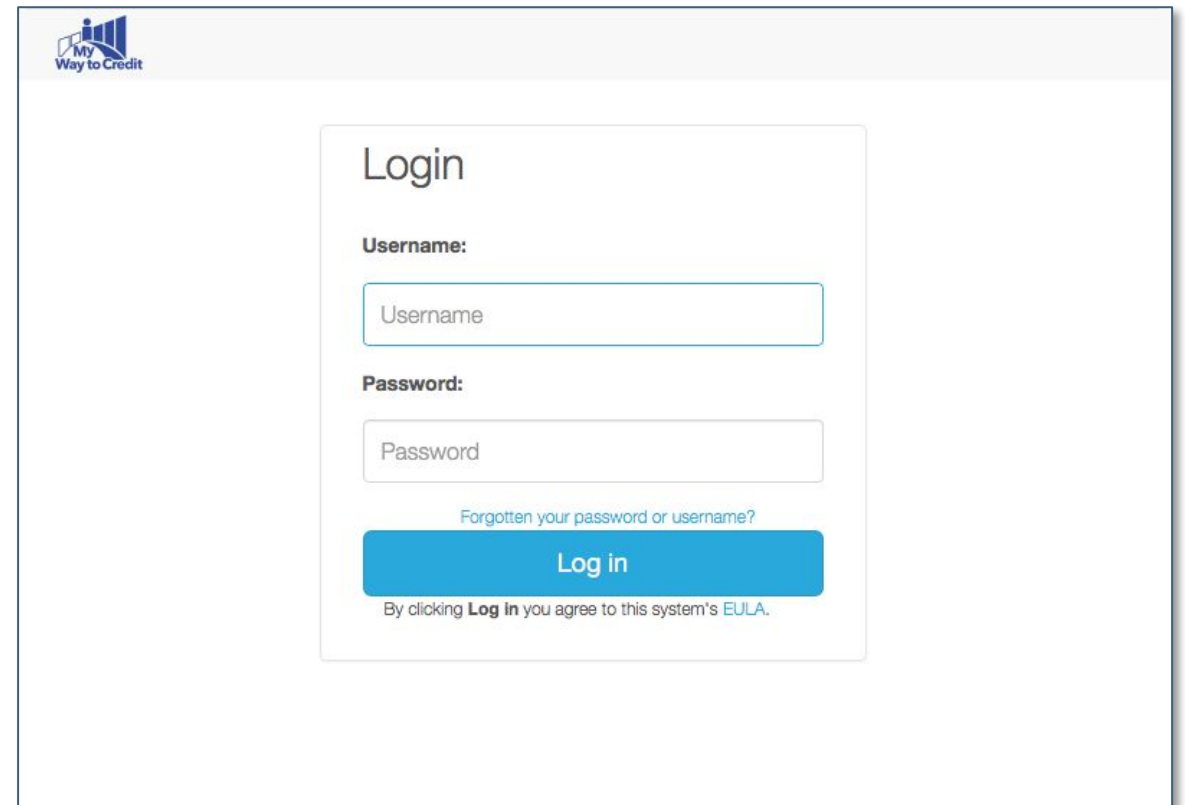 My
Way to Credit
Login
Username:
Username
Password:
Password
Forgotten your password or username?
Log in
By clicking Log in you agree to this system's EULA.